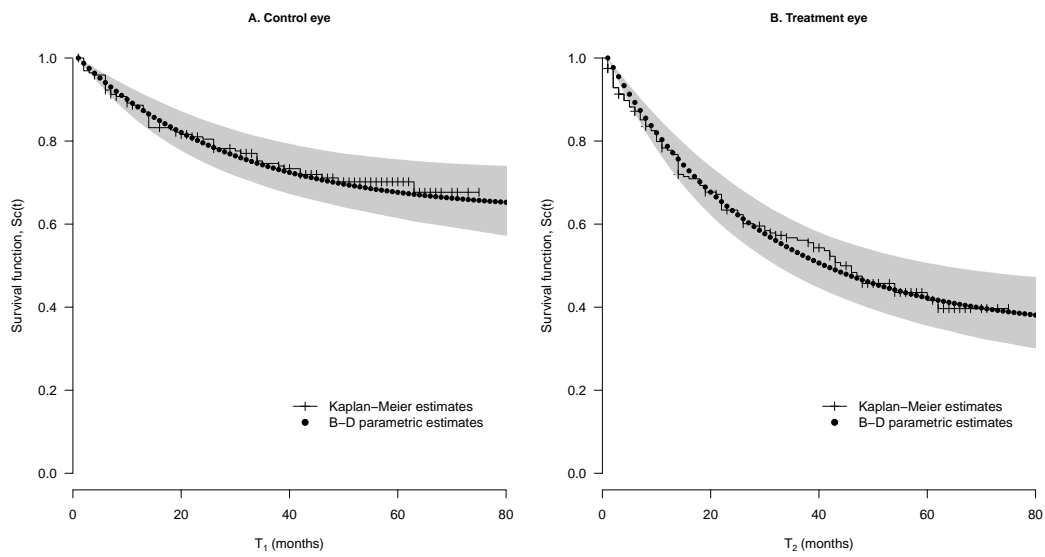 A. Control eye
Survival function, Sc(t)
1.0
0.8
0.6
0.4
0.2
0.0
Kaplan−Meier estimates
B−D parametric estimates
0 20 40 60 80
T1 (months)
B. Treatment eye
Survival function, Sc(t)
1.0
0.8
0.6
0.4
0.2
0.0
Kaplan−Meier estimates
B−D parametric estimates
0 20 40 60 80
T2 (months)